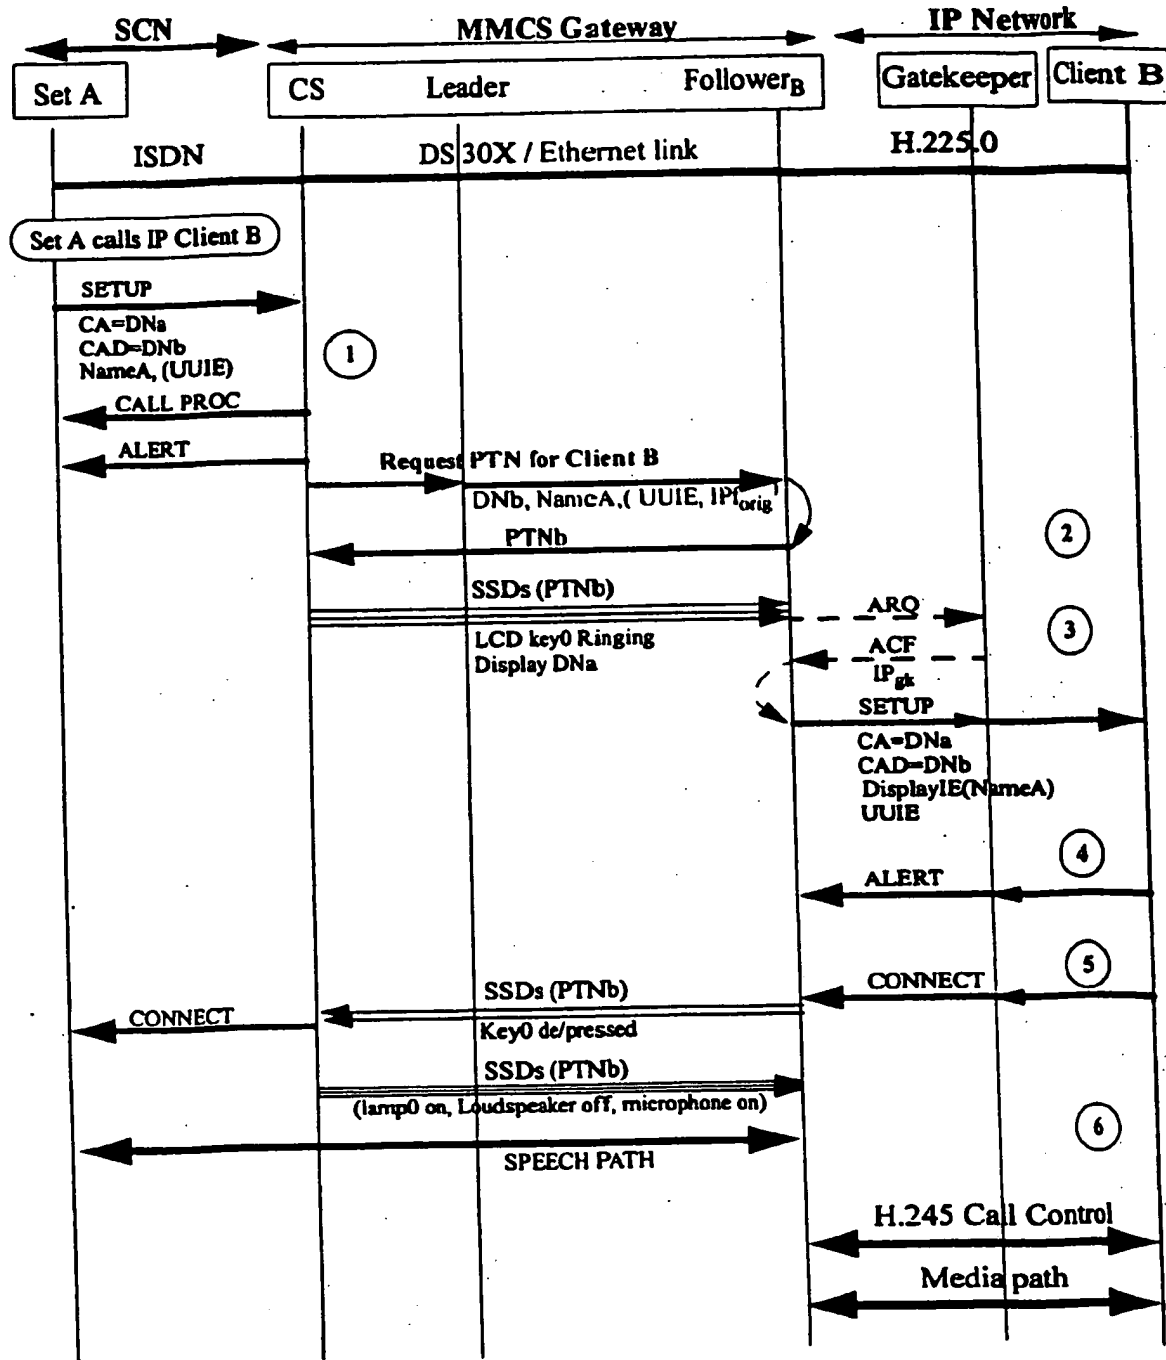 SCN
MMCS Gateway
IP Network
Set A
CS
Leader
FollowerB
Gatekeeper
Client B
ISDN
DS 30X / Ethernet link
H.225.0
Set A calls IP Client B
SETUP
CA=DNa
CAD=DNb
NameA, (UUIE)
1
CALL PROC
ALERT
Request PTN for Client B
DNb, NameA,( UUIE, IPforig)
PTNb
2
SSDs (PTNb)
LCD key0 Ringing
Display DNa
ARQ
3
ACF
IPgk
SETUP
CA=DNa
CAD=DNb
DisplayIE(NameA)
UUIE
4
ALERT
5
CONNECT
SSDs (PTNb)
Key0 de/pressed
CONNECT
SSDs (PTNb)
(lamp0 on, Loudspeaker off, microphone on)
6
SPEECH PATH
H.245 Call Control
Media path